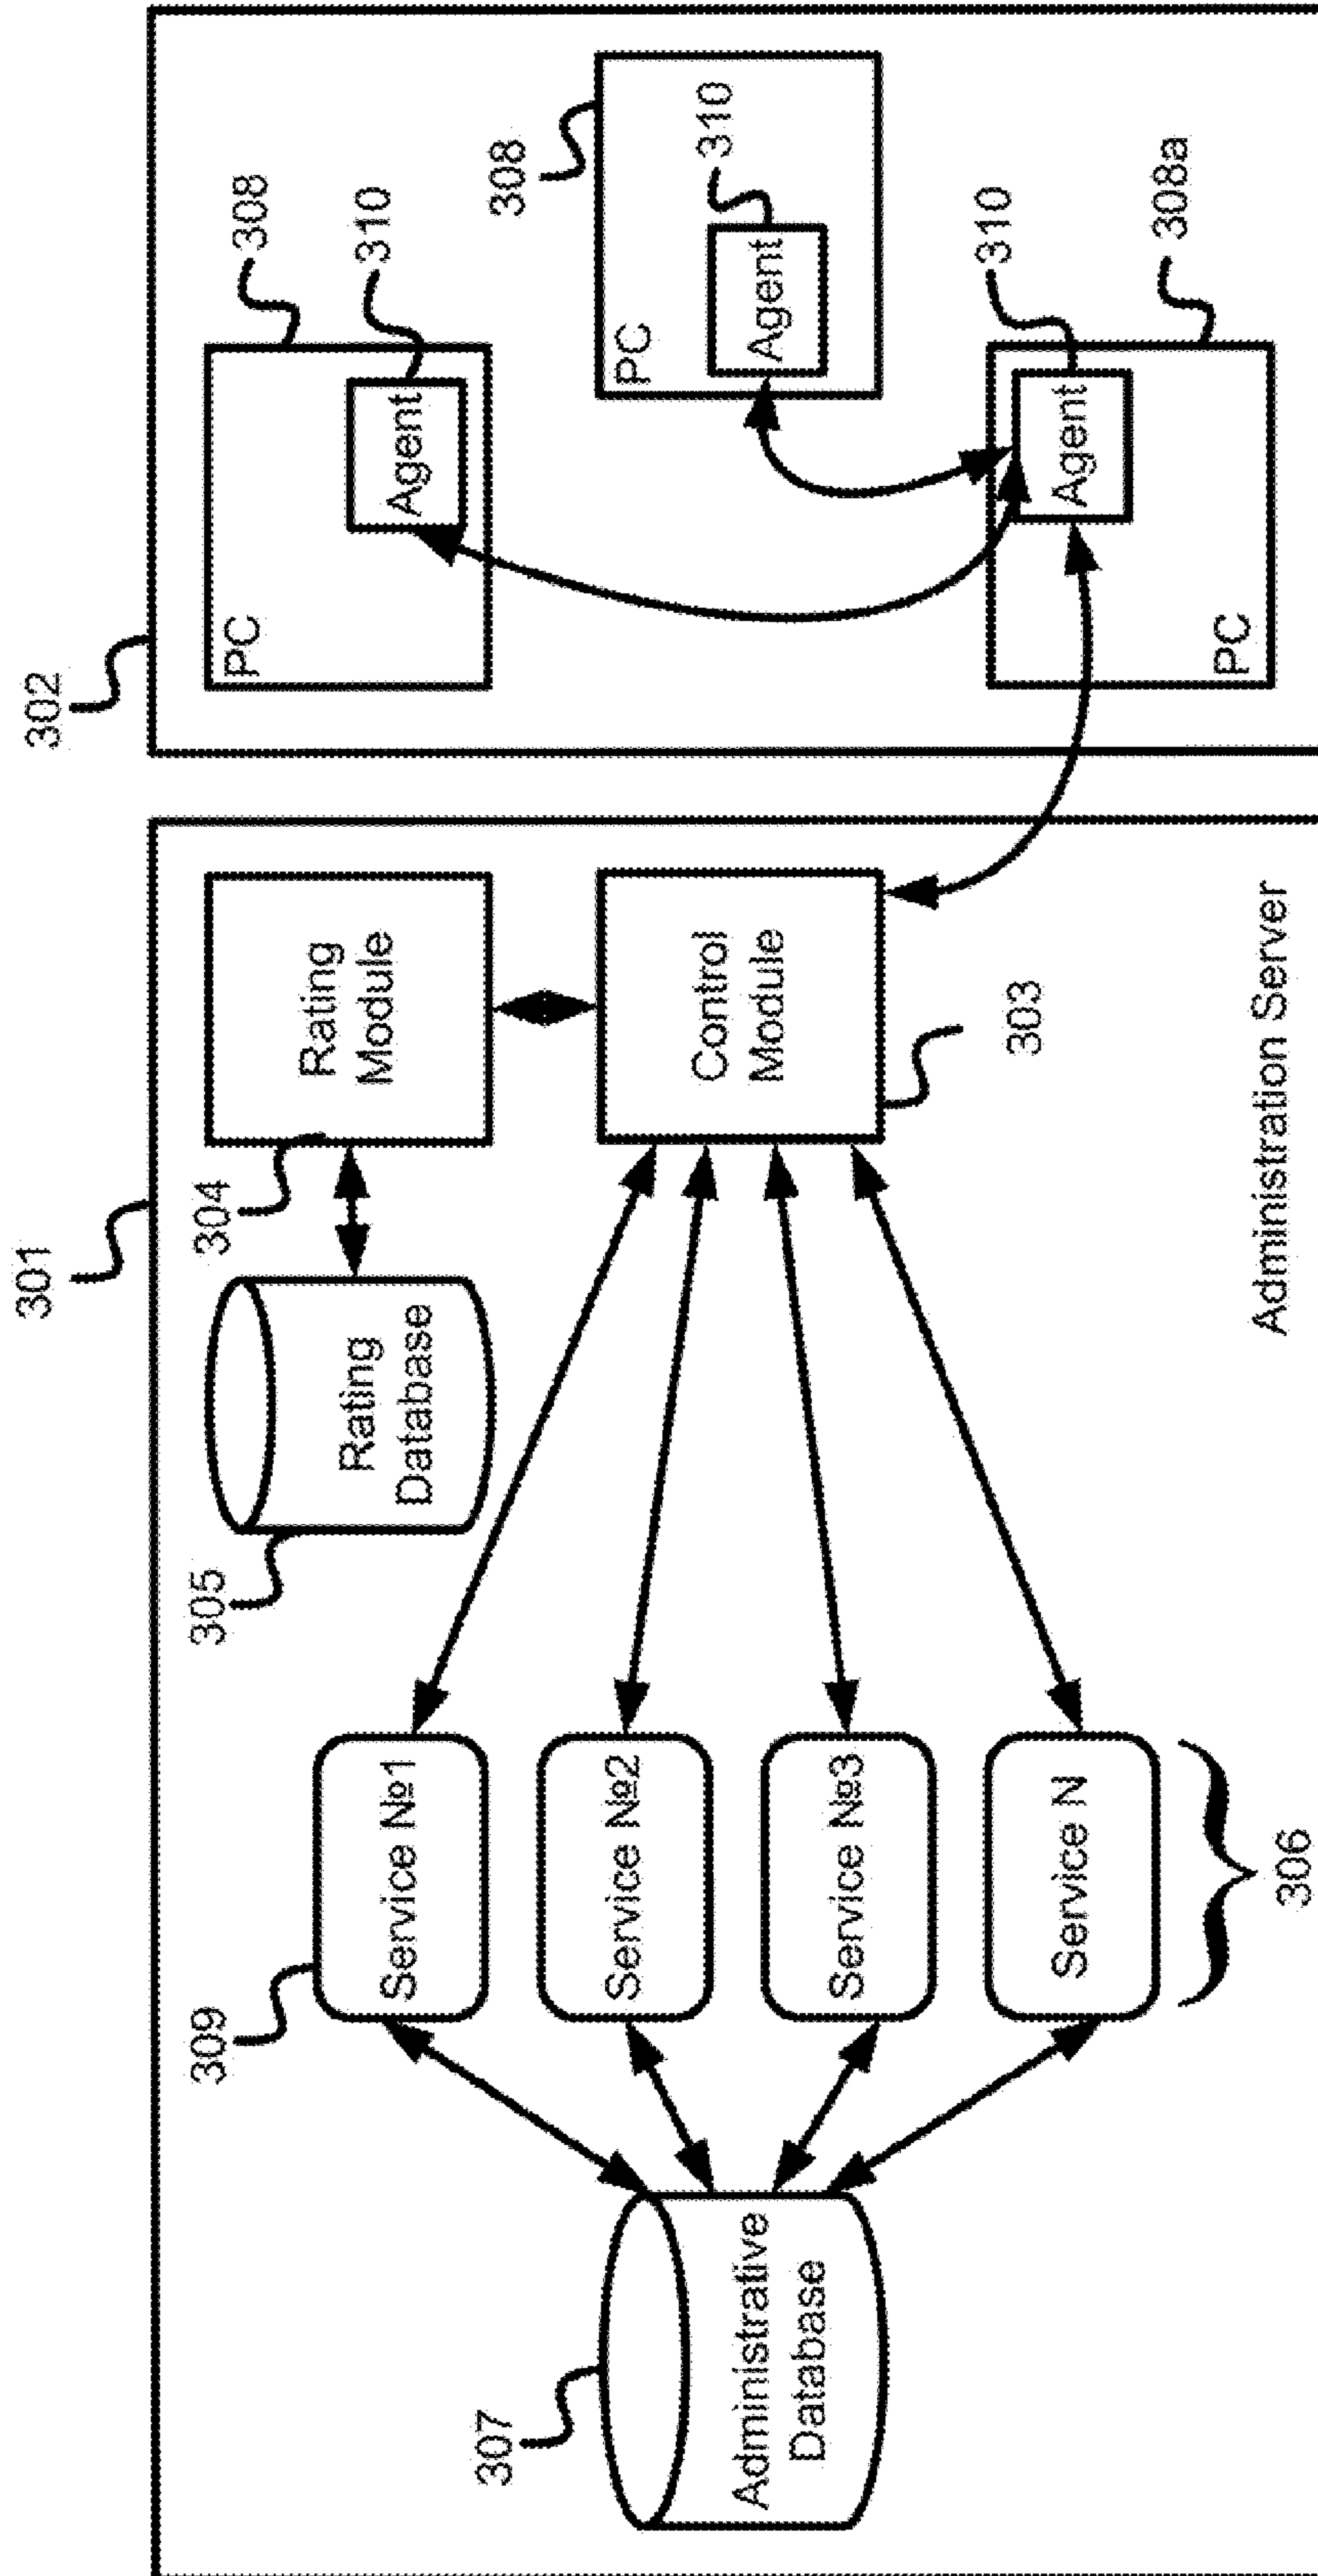 301
302
304
305
309
307
303
306
308
310
308
310
310
308a
Rating
Module
Rating
Database
Control
Module
Service №1
Service №2
Service №3
Service N
Administrative
Database
Administration Server
PC
Agent
PC
Agent
Agent
PC